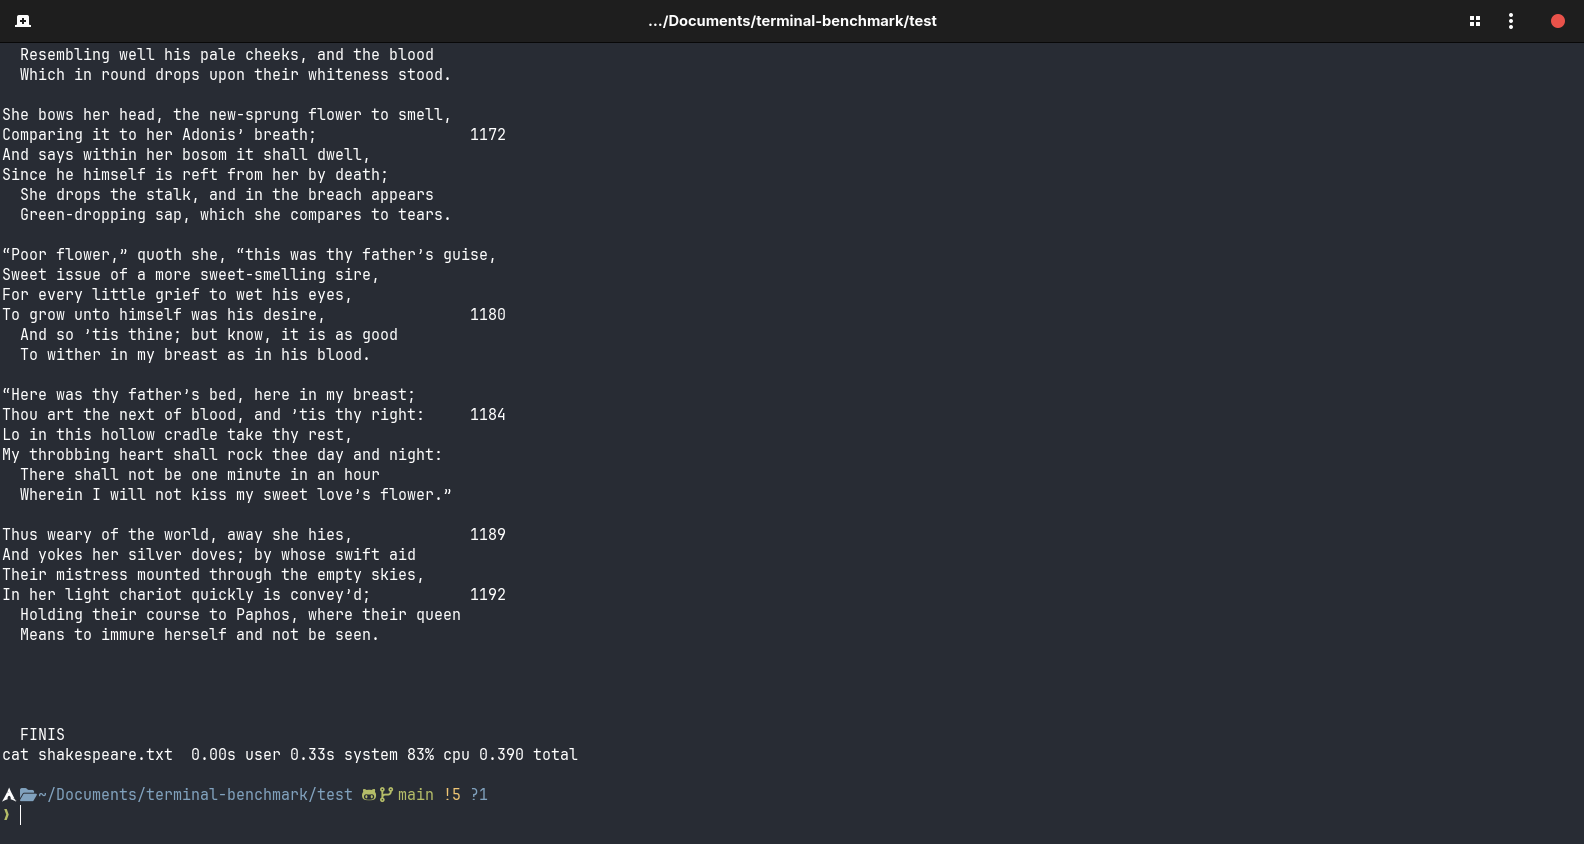 .../Documents/terminal-benchmark/test
  Resembling well his pale cheeks, and the blood
  Which in round drops upon their whiteness stood.

She bows her head, the new-sprung flower to smell,
Comparing it to her Adonis’ breath;                 1172
And says within her bosom it shall dwell,
Since he himself is reft from her by death;
  She drops the stalk, and in the breach appears
  Green-dropping sap, which she compares to tears.

“Poor flower,” quoth she, “this was thy father’s guise,
Sweet issue of a more sweet-smelling sire,
For every little grief to wet his eyes,
To grow unto himself was his desire,                1180
  And so ’tis thine; but know, it is as good
  To wither in my breast as in his blood.

“Here was thy father’s bed, here in my breast;
Thou art the next of blood, and ’tis thy right:     1184
Lo in this hollow cradle take thy rest,
My throbbing heart shall rock thee day and night:
  There shall not be one minute in an hour
  Wherein I will not kiss my sweet love’s flower.”

Thus weary of the world, away she hies,             1189
And yokes her silver doves; by whose swift aid
Their mistress mounted through the empty skies,
In her light chariot quickly is convey’d;           1192
  Holding their course to Paphos, where their queen
  Means to immure herself and not be seen.

  FINIS
cat shakespeare.txt  0.00s user 0.33s system 83% cpu 0.390 total

~/Documents/terminal-benchmark/test main !5 ?1
❯